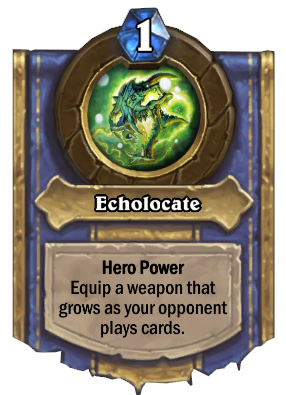 1
Echolocate
Hero Power
Equip a weapon that
grows as your opponent
plays cards.